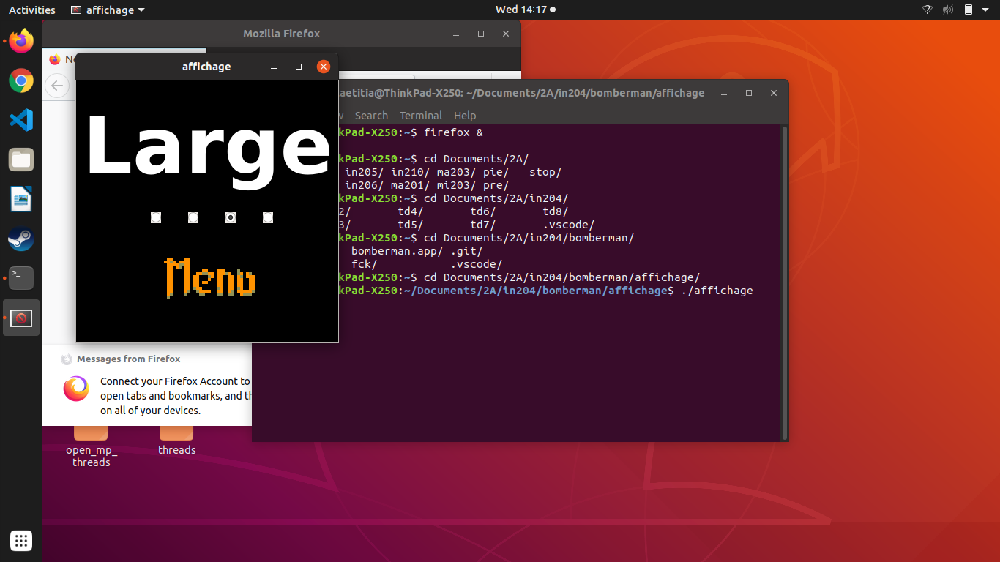 Activities affichage Wed 14:17
Mozilla Firefox
Ne
affichage
Large
Menu
aetitia@ThinkPad-X250: ~/Documents/2A/in204/bomberman/affichage
w Search Terminal Help
kPad-X250:~$ firefox &
kPad-X250:~$ cd Documents/2A/
in205/ in210/ ma203/ pie/ stop/
in206/ ma201/ mi203/ pre/
kPad-X250:~$ cd Documents/2A/in204/
2/ td4/ td6/ td8/
3/ td5/ td7/ .vscode/
kPad-X250:~$ cd Documents/2A/in204/bomberman/
bomberman.app/ .git/
fck/ .vscode/
kPad-X250:~$ cd Documents/2A/in204/bomberman/affichage/
kPad-X250:~/Documents/2A/in204/bomberman/affichage$ ./affichage
Messages from Firefox
Connect your Firefox Account to
open tabs and bookmarks, and th
on all of your devices.
open_mp_
threads
threads